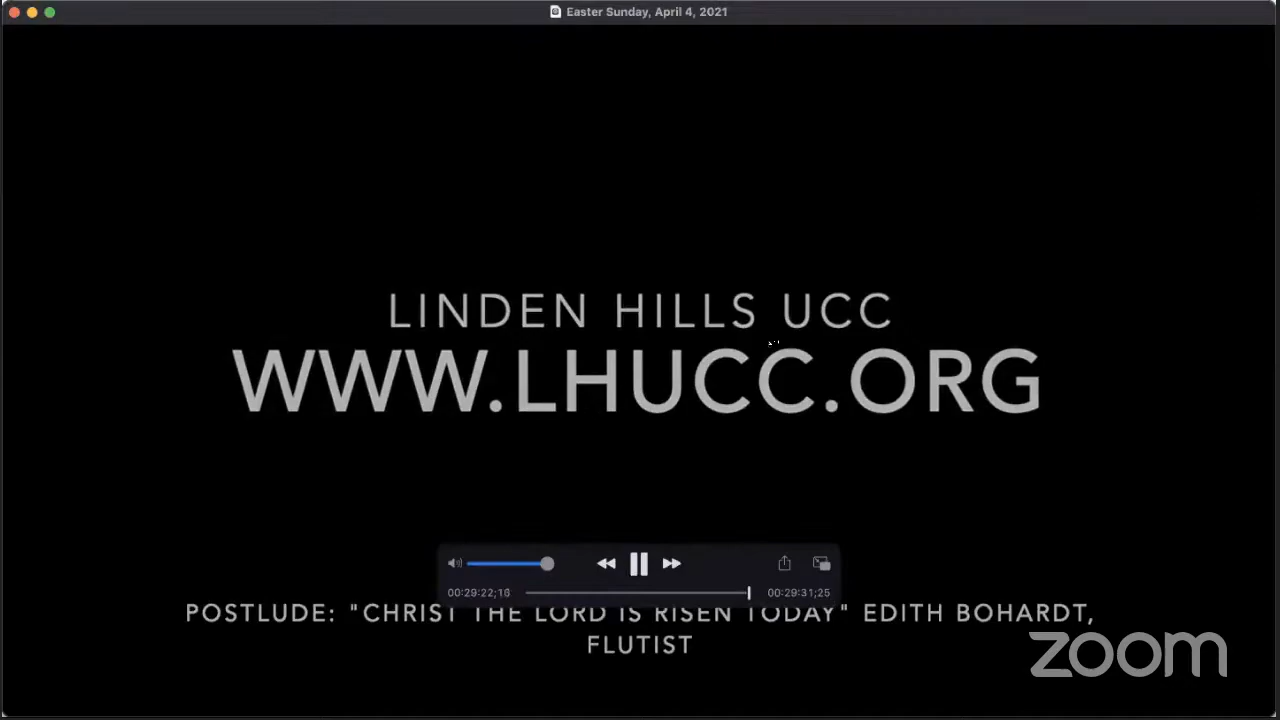 Easter Sunday, April 4, 2021
LINDEN HILLS UCC
WWW.LHUCC.ORG
00:29:22;16
00:29:31;25
POSTLUDE: "CHRIST THE LORD IS RISEN TODAY" EDITH BOHARDT,
FLUTIST
zoom